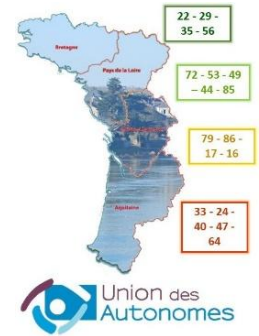 22 - 29 -
35 - 56
Bretagne
Pays de la Loire
72 - 53 - 49
– 44 - 85
79 - 86 -
17 - 16
Aquitaine
33 - 24 -
40 - 47 -
64
Union des
Autonomes